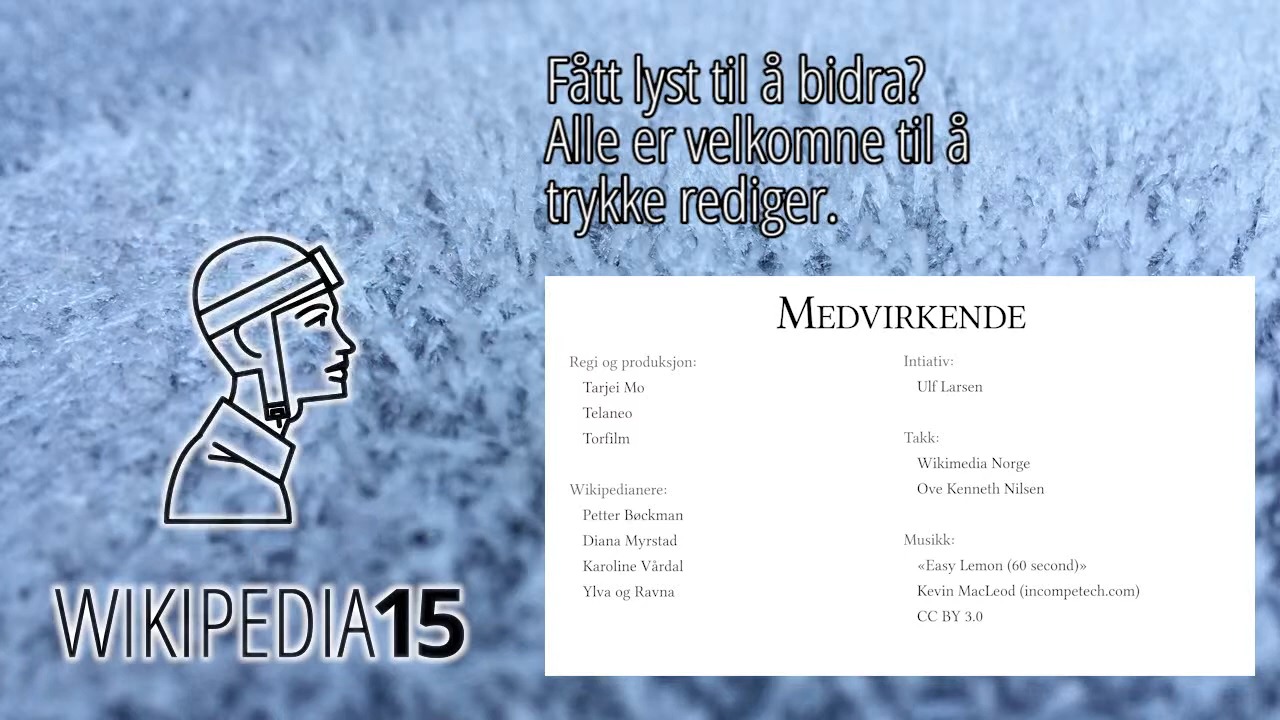 Fått lyst til å bidra?
Alle er velkomne til å
trykke rediger.
WIKIPEDIA15
MEDVIRKENDE
Regi og produksjon:
Tarjei Mo
Telaneo
Torfilm
Wikipedianere:
Petter Bøckman
Diana Myrstad
Karoline Vårdal
Ylva og Ravna
Intiativ:
Ulf Larsen
Takk:
Wikimedia Norge
Ove Kenneth Nilsen
Musikk:
«Easy Lemon (60 second)»
Kevin MacLeod (incompetech.com)
CC BY 3.0